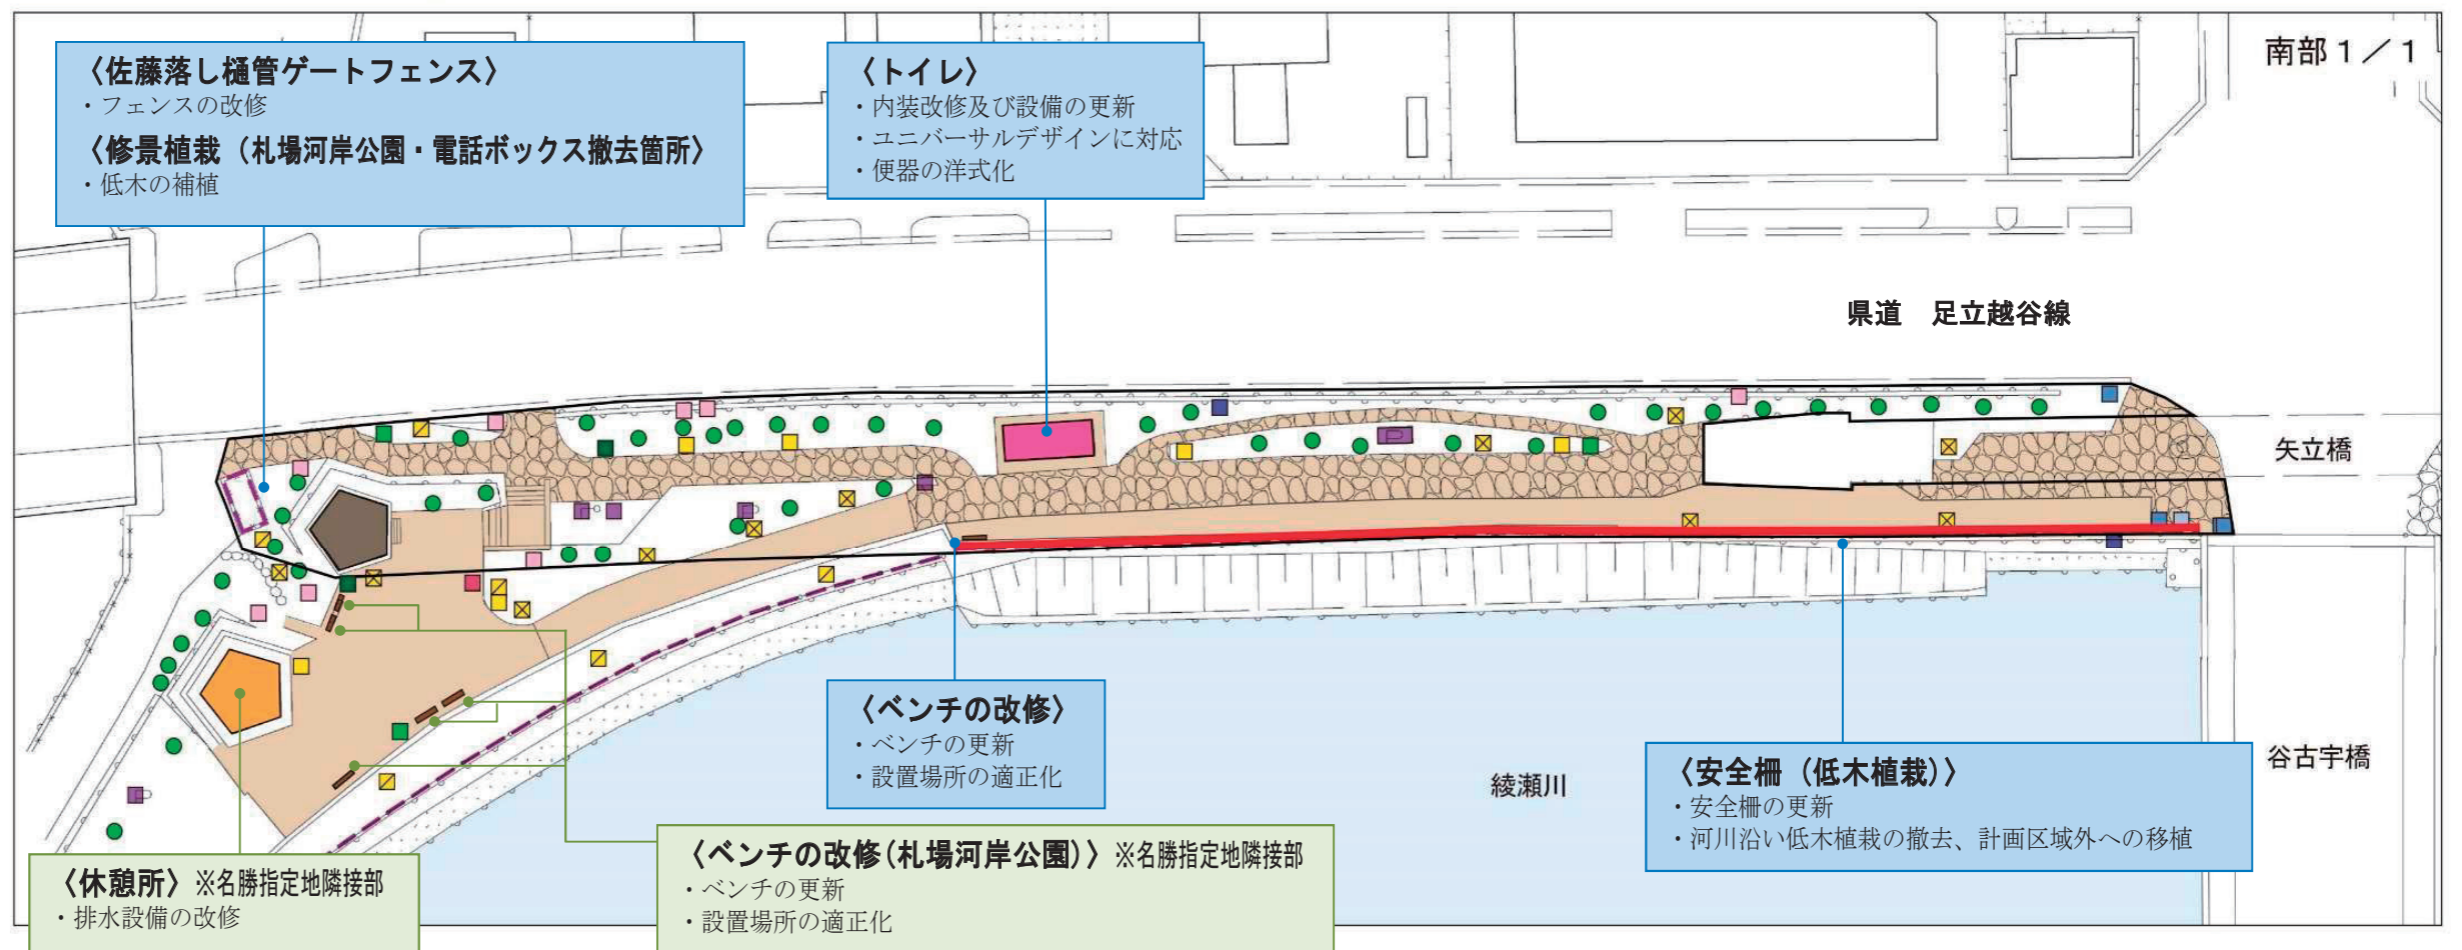 南部1/1
〈佐藤落し樋管ゲートフェンス〉
・フェンスの改修
〈修景植栽(札場河岸公園・電話ボックス撤去箇所〉
・低木の補植
〈トイレ〉
・内装改修及び設備の更新
・ユニバーサルデザインに対応
・便器の洋式化
県道 足立越谷線
矢立橋
〈ベンチの改修〉
・ベンチの更新
・設置場所の適正化
綾瀬川
〈安全柵(低木植栽)〉
・安全柵の更新
・河川沿い低木植栽の撤去、計画区域外への移植
谷古宇橋
〈休憩所〉※名勝指定地隣接部
・排水設備の改修
〈ベンチの改修(札場河岸公園)〉※名勝指定地隣接部
・ベンチの更新
・設置場所の適正化